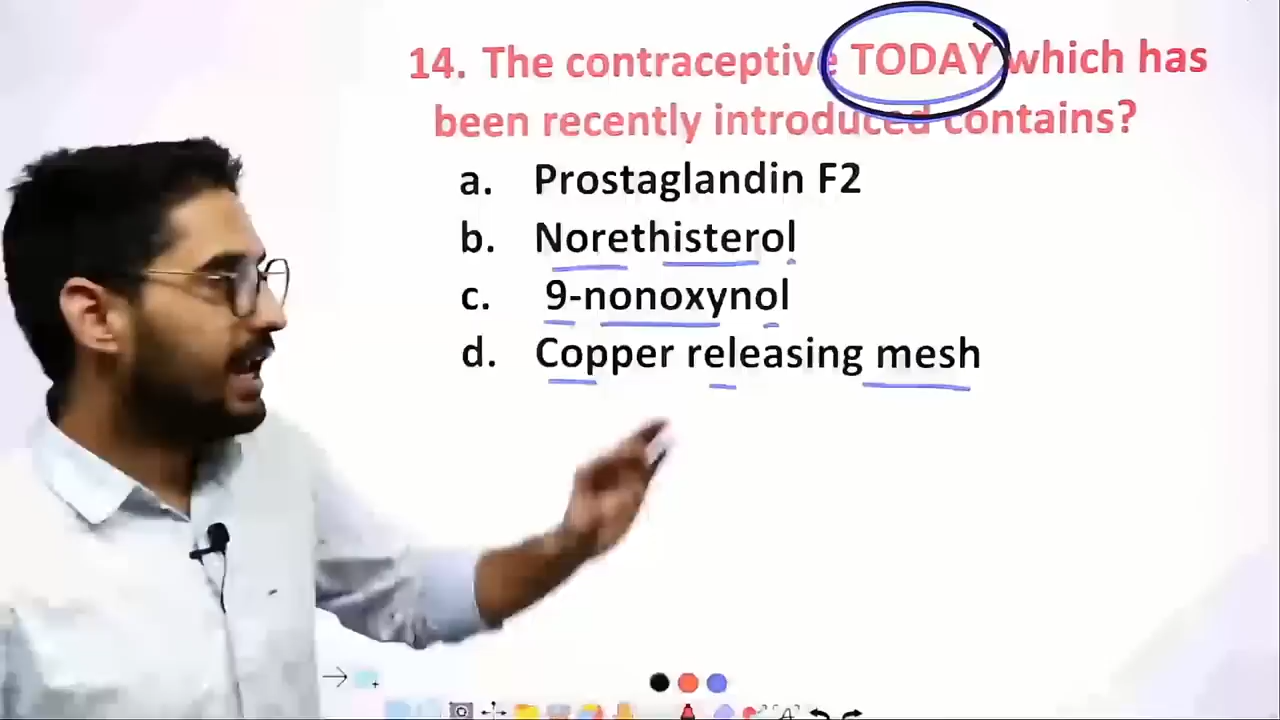 14. The contraceptive TODAY which has
been recently introduced contains?
a. Prostaglandin F2
b. Norethisterol
c. 9-nonoxynol
d. Copper releasing mesh